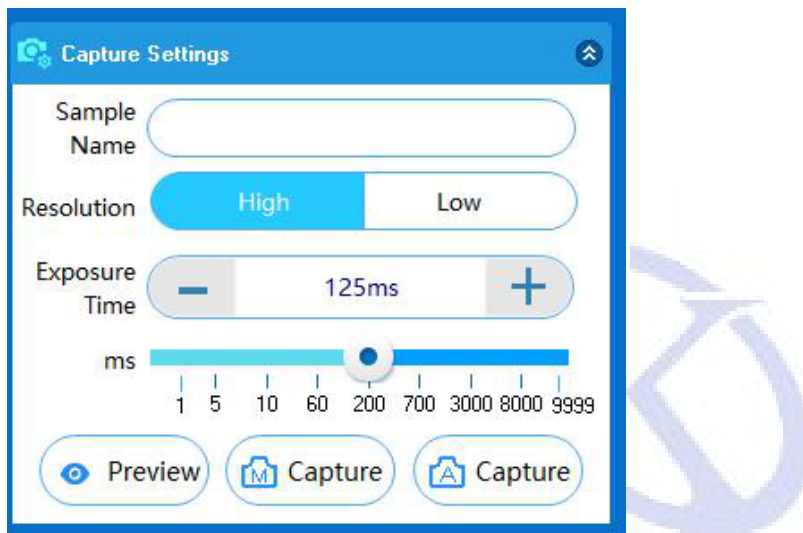 Capture Settings
Sample
Name
Resolution High Low
Exposure
Time
125ms
ms
1 5 10 60 200 700 3000 8000 9999
Preview M Capture A Capture